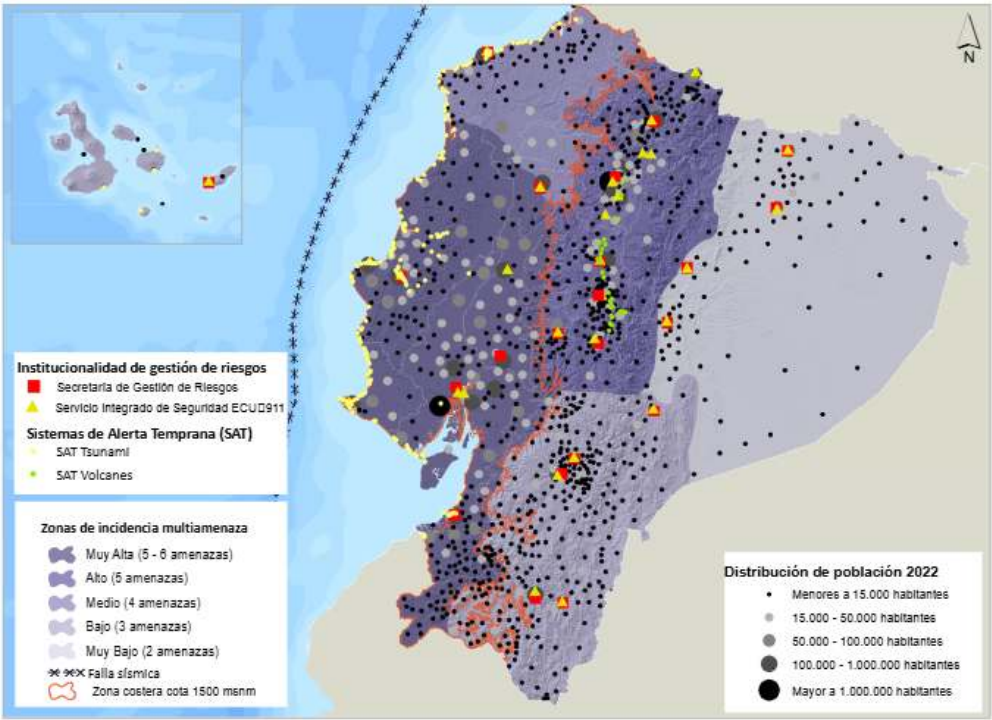 N
Institucionalidad de gestión de riesgos
Secretaría de Gestión de Riesgos
Servicio Integrado de Seguridad ECU□911
Sistemas de Alerta Temprana (SAT)
SAT Tsunami
SAT Volcanes
Zonas de incidencia multiamenaza
Muy Alta (5 - 6 amenazas)
Alto (5 amenazas)
Medio (4 amenazas)
Bajo (3 amenazas)
Muy Bajo (2 amenazas)
Falla sísmica
Zona costera cota 1500 msnm
Distribución de población 2022
Menores a 15.000 habitantes
15.000 - 50.000 habitantes
50.000 - 100.000 habitantes
100.000 - 1.000.000 habitantes
Mayor a 1.000.000 habitantes